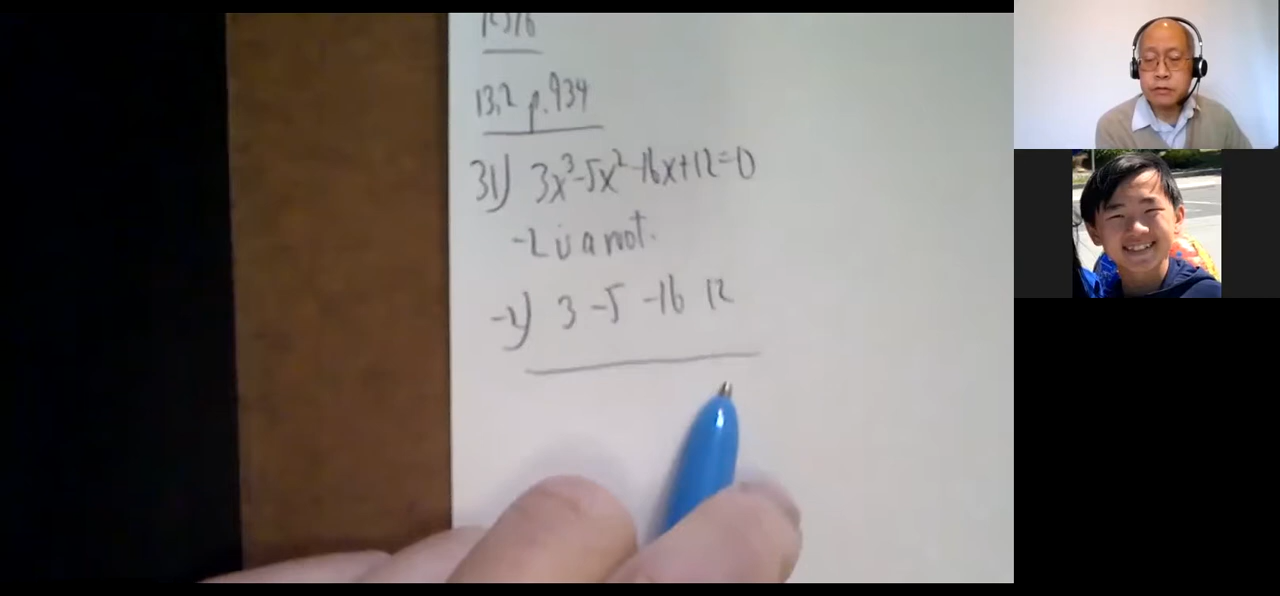 13.2 p.934
31) 3x³-5x²-16x+12=0
-2 is a root.
-2) 3 -5 -16 12